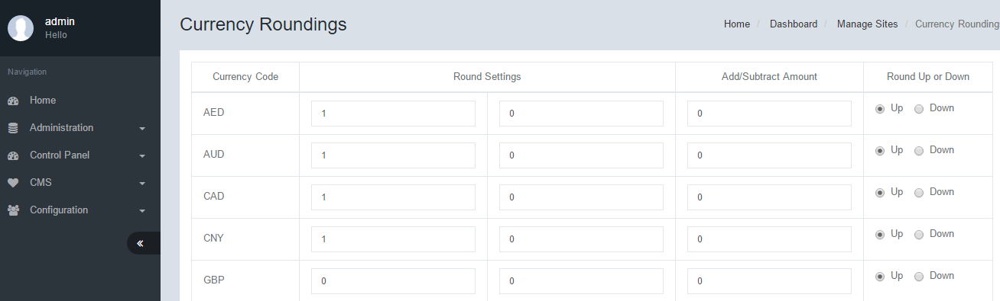 admin
Hello
Navigation
Home
Administration
Control Panel
CMS
Configuration
Currency Roundings
Home / Dashboard / Manage Sites / Currency Rounding
Currency Code Round Settings Add/Subtract Amount Round Up or Down
AED 1 0 0 Up Down
AUD 1 0 0 Up Down
CAD 1 0 0 Up Down
CNY 1 0 0 Up Down
GBP 0 0 0 Up Down